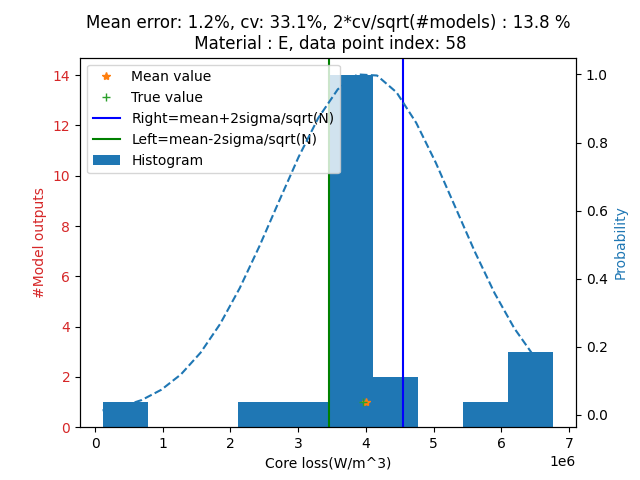 Mean error: 1.2%, cv: 33.1%, 2*cv/sqrt(#models) : 13.8 %
Material : E, data point index: 58
Mean value
True value
Right=mean+2sigma/sqrt(N)
Left=mean-2sigma/sqrt(N)
Histogram
#Model outputs
14
12
10
8
6
4
2
0
1.0
0.8
0.6
0.4
0.2
0.0
Probability
0 1 2 3 4 5 6 7
1e6
Core loss(W/m^3)